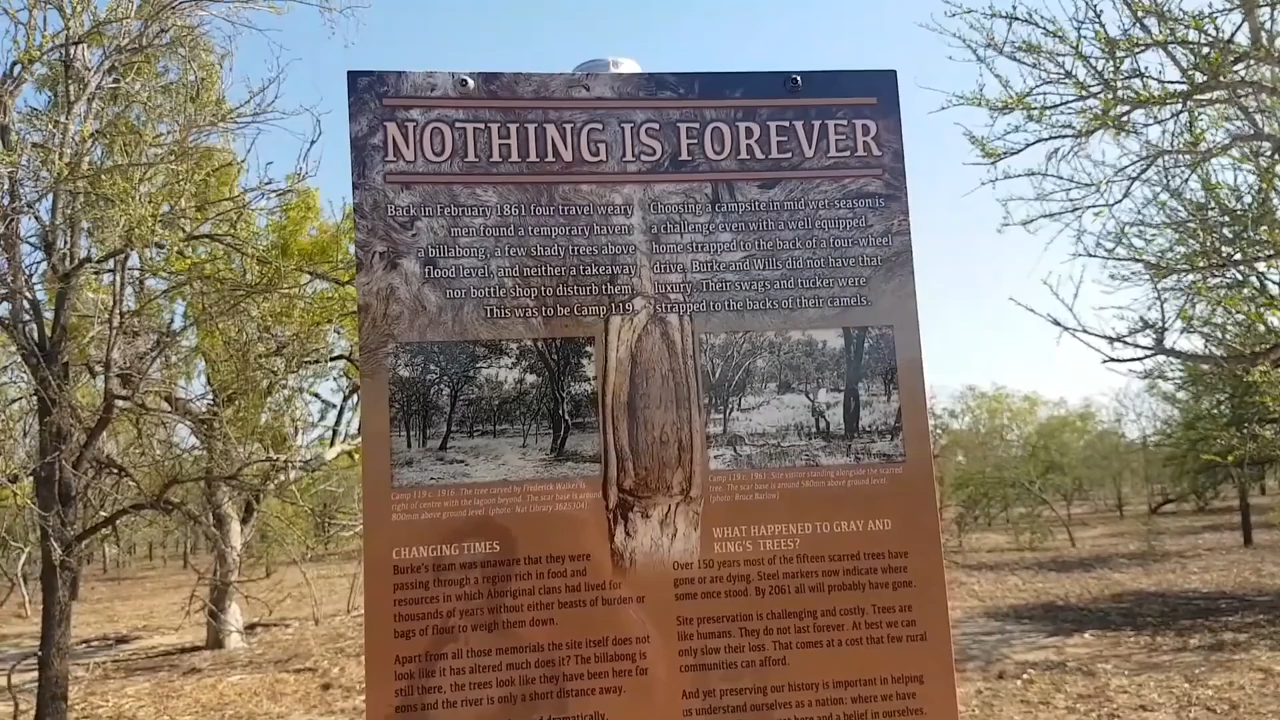 NOTHING IS FOREVER
Back in February 1861 four travel weary
men found a temporary haven:
a billabong, a few shady trees above
flood level, and neither a takeaway
nor bottle shop to disturb them.
This was to be Camp 119.
Choosing a campsite in mid wet-season is
a challenge even with a well equipped
home strapped to the back of a four-wheel
drive. Burke and Wills did not have that
luxury. Their swags and tucker were
strapped to the backs of their camels.
Camp 119 c. 1916. The tree carved by Frederick Walker is
right of centre with the lagoon beyond. The scar base is around
800mm above ground level. (photo: Nat Library 3625304).
Camp 119 c. 1961. Site visitor standing alongside the scarred
tree. The scar base is around 580mm above ground level.
(photo: Bruce Barlow)
CHANGING TIMES
Burke's team was unaware that they were
passing through a region rich in food and
resources in which Aboriginal clans had lived for
thousands of years without either beasts of burden or
bags of flour to weigh them down.
Apart from all those memorials the site itself does not
look like it has altered much does it? The billabong is
still there, the trees look like they have been here for
eons and the river is only a short distance away.
dramatically.
WHAT HAPPENED TO GRAY AND
KING'S TREES?
Over 150 years most of the fifteen scarred trees have
gone or are dying. Steel markers now indicate where
some once stood. By 2061 all will probably have gone.
Site preservation is challenging and costly. Trees are
like humans. They do not last forever. At best we can
only slow their loss. That comes at a cost that few rural
communities can afford.
And yet preserving our history is important in helping
us understand ourselves as a nation: where we have
here and a belief in ourselves.